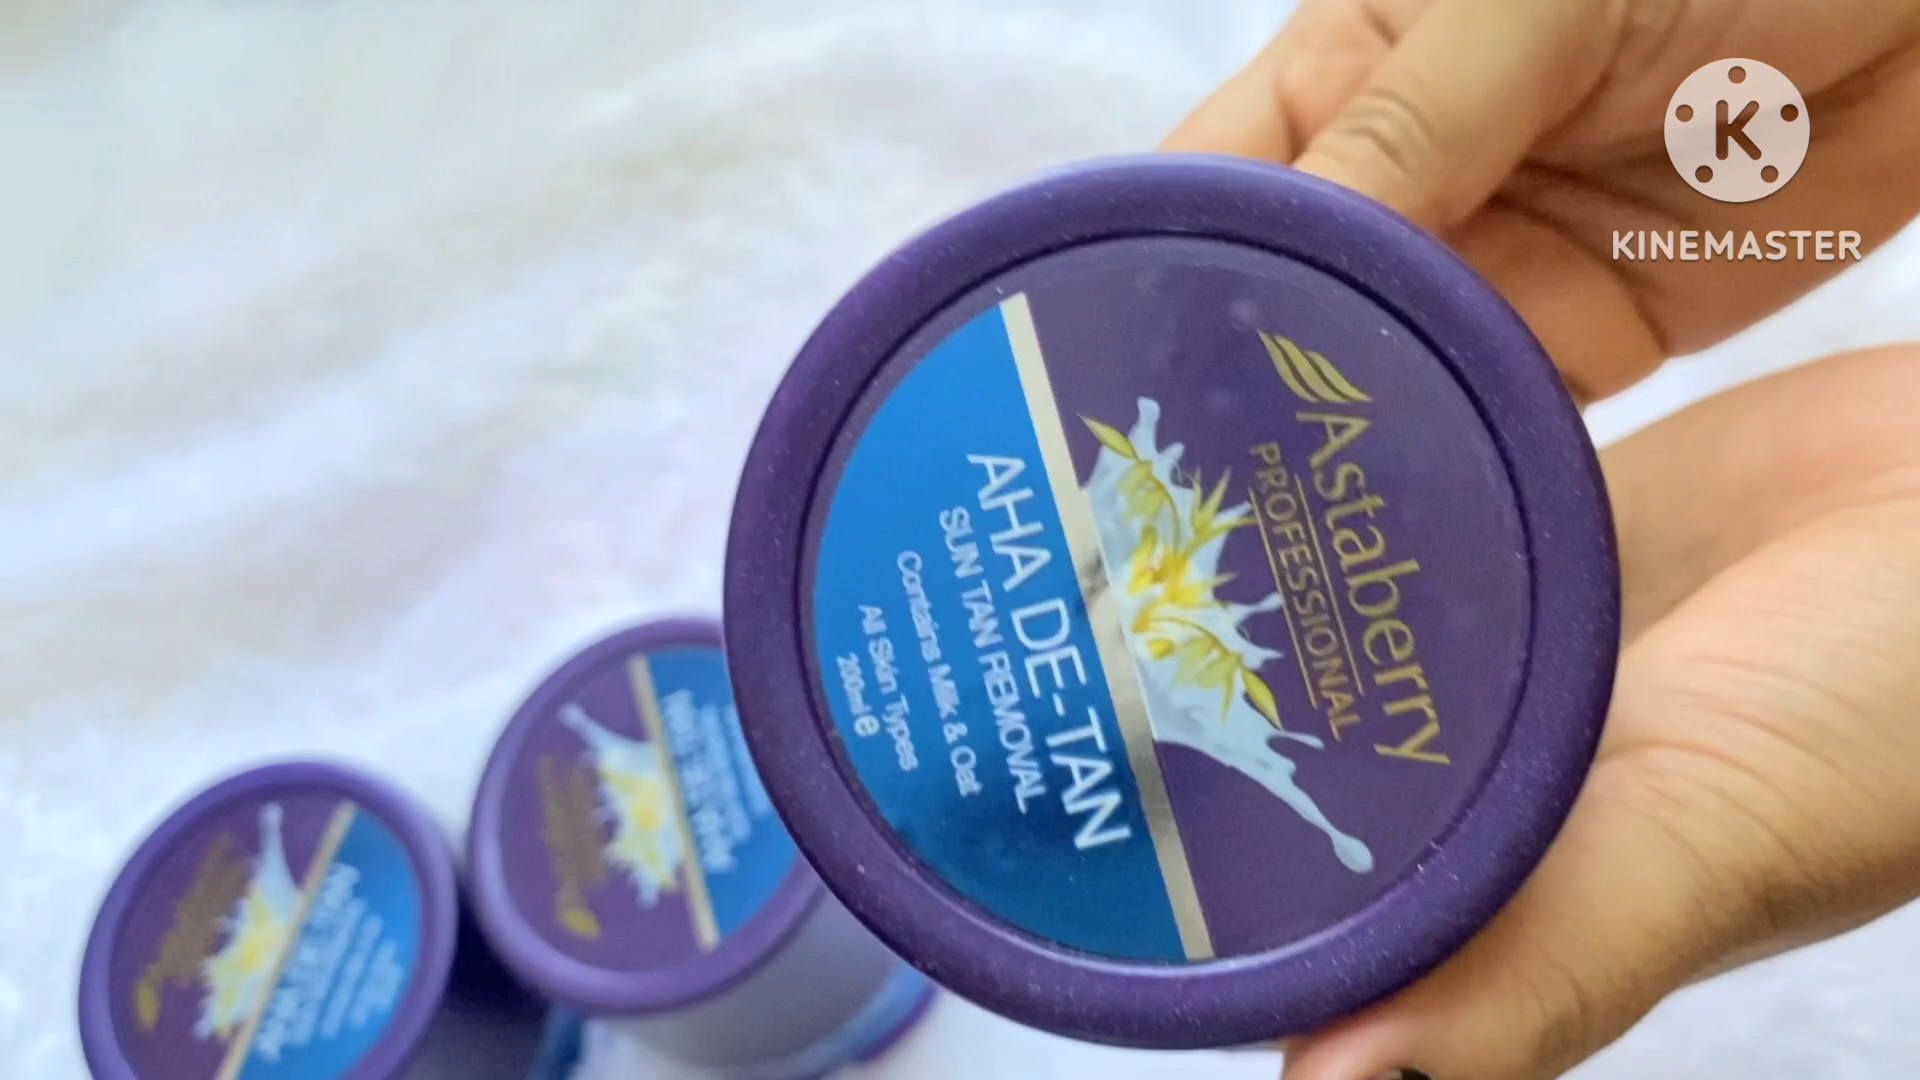 Astaberry
PROFESSIONAL
AHA DE-TAN
SUN TAN REMOVAL
Contains Milk & Oat
All Skin Types
200ml e
K
KINEMASTER